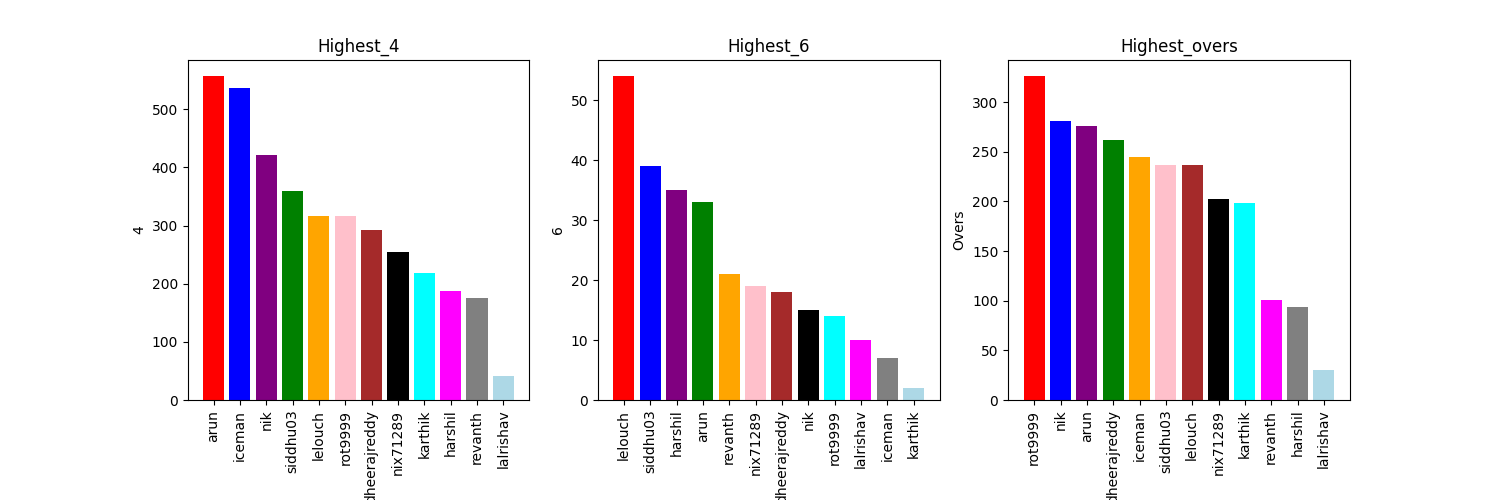 Highest_4
4
500
400
300
200
100
0
arun
iceman
nik
siddhu03
lelouch
rot9999
dheerajreddy
nix71289
karthik
harshil
revanth
lalrishav
Highest_6
6
50
40
30
20
10
0
lelouch
siddhu03
harshil
arun
revanth
nix71289
dheerajreddy
nik
rot9999
lalrishav
iceman
karthik
Highest_overs
Overs
300
250
200
150
100
50
0
rot9999
nik
arun
dheerajreddy
iceman
siddhu03
lelouch
nix71289
karthik
revanth
harshil
lalrishav